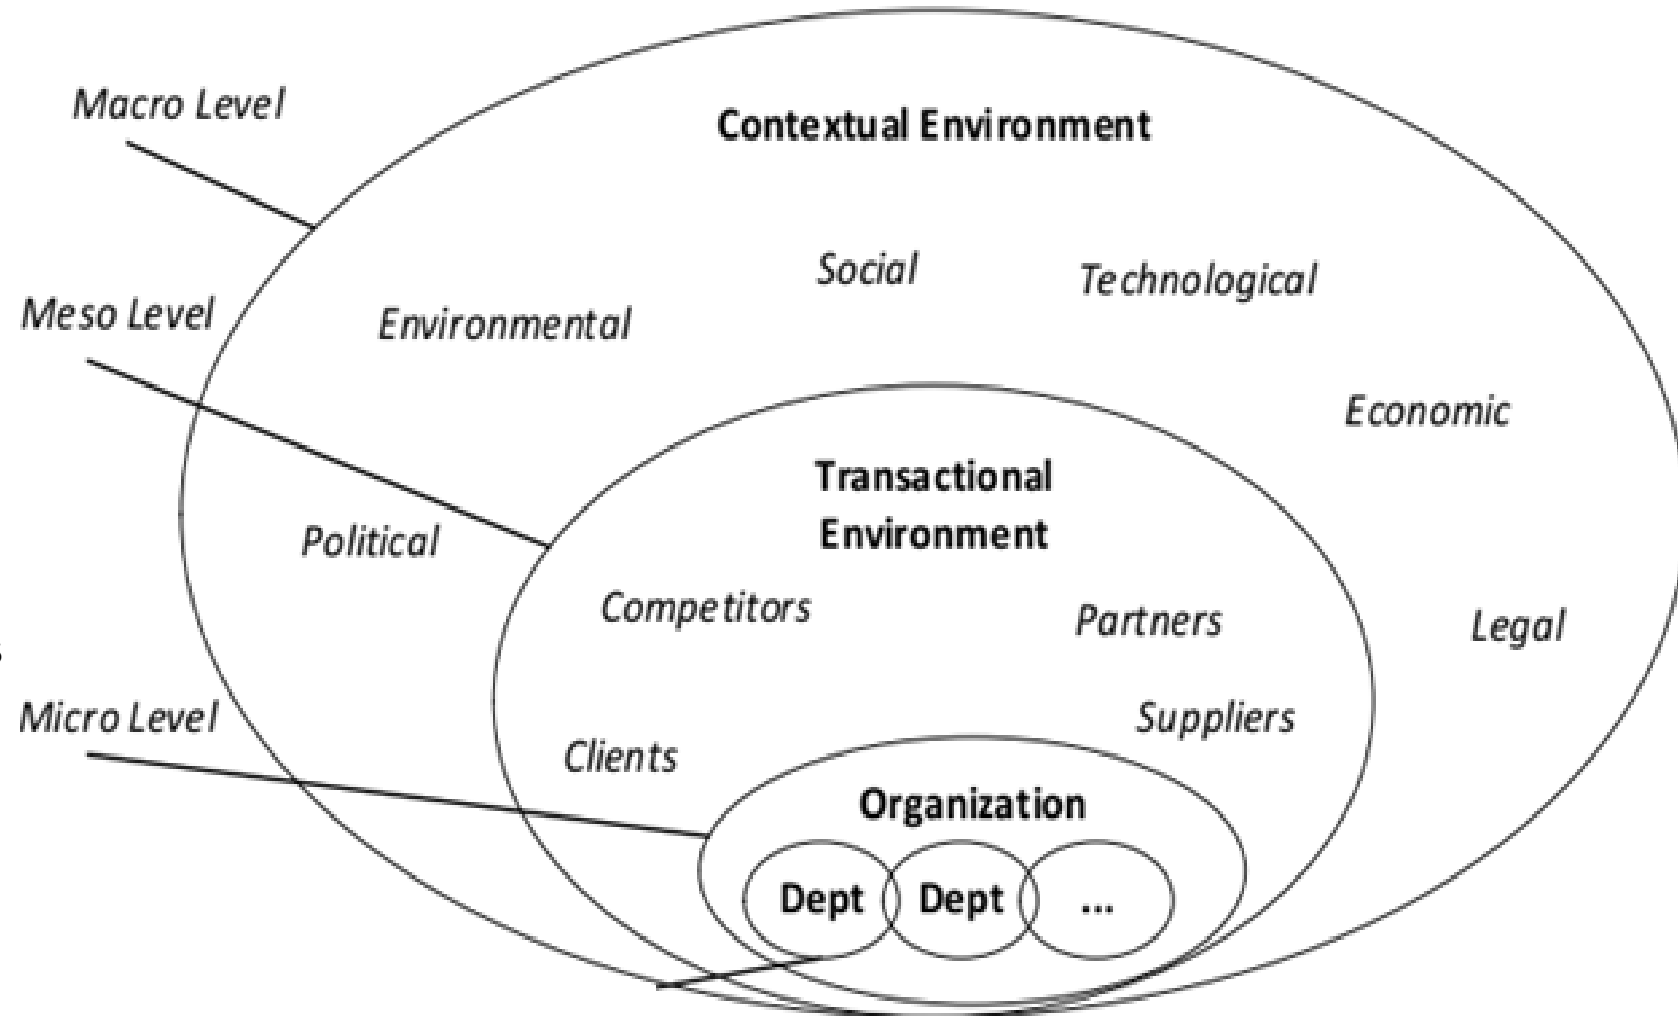 Macro Level
Contextual Environment
Social
Technological
Meso Level
Environmental
Economic
Transactional
Environment
Political
Competitors
Partners
Legal
Micro Level
Suppliers
Clients
Organization
Dept
Dept
...